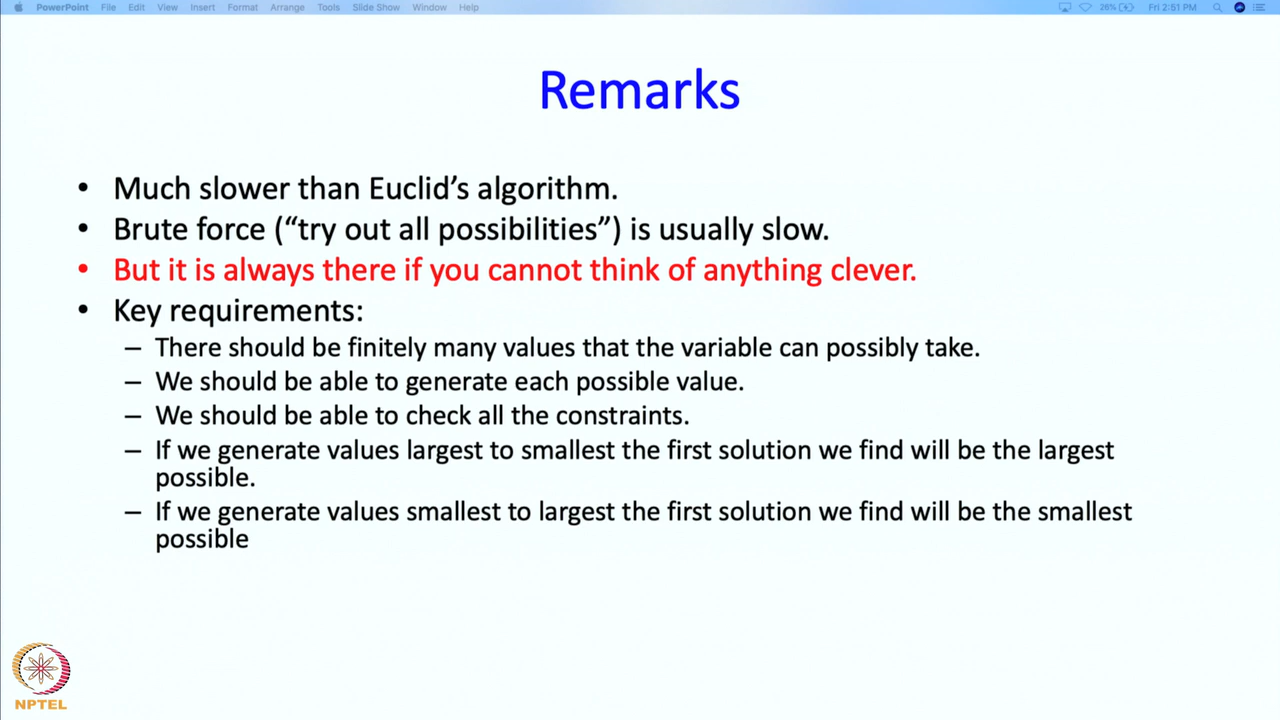 PowerPoint File Edit View Insert Format Arrange Tools Slide Show Window Help 26% Fri 2:51 PM
Remarks
• Much slower than Euclid’s algorithm.
• Brute force (“try out all possibilities”) is usually slow.
• But it is always there if you cannot think of anything clever.
• Key requirements:
– There should be finitely many values that the variable can possibly take.
– We should be able to generate each possible value.
– We should be able to check all the constraints.
– If we generate values largest to smallest the first solution we find will be the largest
possible.
– If we generate values smallest to largest the first solution we find will be the smallest
possible
NPTEL